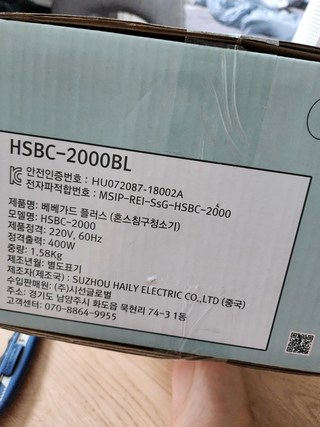 HSBC-2000BL
안전인증번호 : HU072087-18002A
전자파적합번호 : MSIP-REI-SsG-HSBC-2000
제품명: 베베가드 플러스 (혼스침구청소기)
모델명: HSBC-2000
제품정격: 220V, 60Hz
정격출력: 400W
중량: 1.58Kg
제조년월: 별도표기
제조자(제조국) : SUZHOU HAILY ELECTRIC CO.,LTD (중국)
수입판매원: (주)시선글로벌
주소: 경기도 남양주시 화도읍 묵현리 74-31동
고객센터: 070-8864-9955